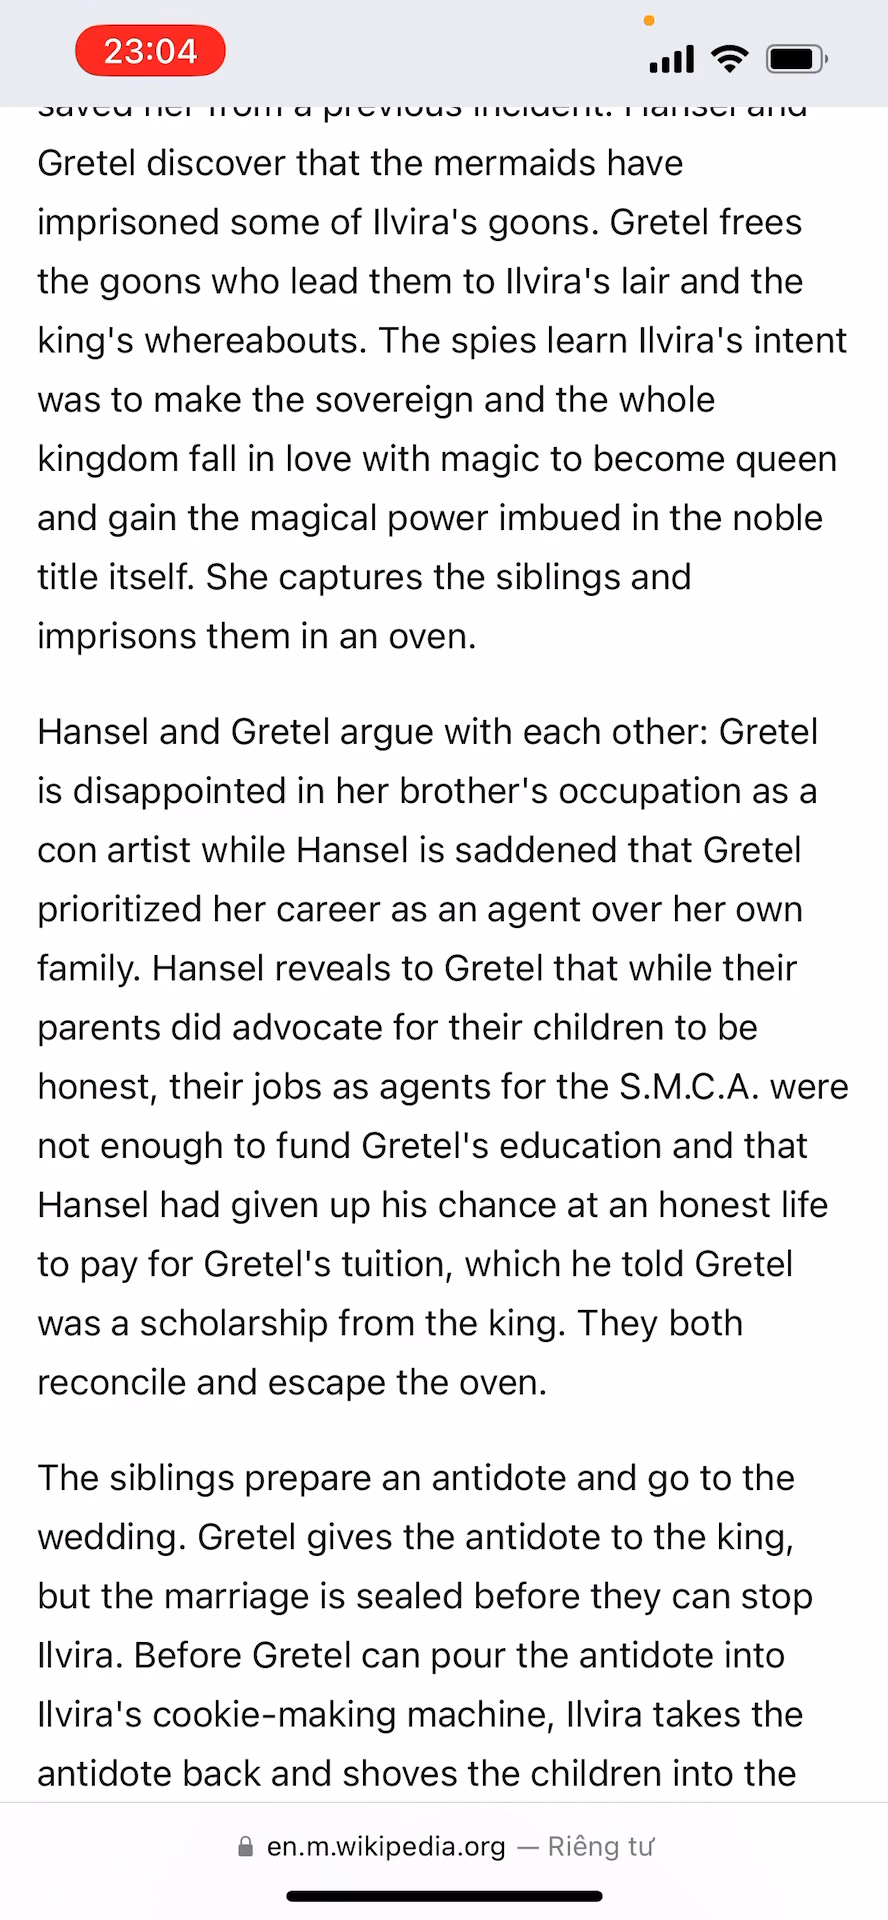 23:04
saved her from a previous incident. Hansel and
Gretel discover that the mermaids have
imprisoned some of Ilvira's goons. Gretel frees
the goons who lead them to Ilvira's lair and the
king's whereabouts. The spies learn Ilvira's intent
was to make the sovereign and the whole
kingdom fall in love with magic to become queen
and gain the magical power imbued in the noble
title itself. She captures the siblings and
imprisons them in an oven.
Hansel and Gretel argue with each other: Gretel
is disappointed in her brother's occupation as a
con artist while Hansel is saddened that Gretel
prioritized her career as an agent over her own
family. Hansel reveals to Gretel that while their
parents did advocate for their children to be
honest, their jobs as agents for the S.M.C.A. were
not enough to fund Gretel's education and that
Hansel had given up his chance at an honest life
to pay for Gretel's tuition, which he told Gretel
was a scholarship from the king. They both
reconcile and escape the oven.
The siblings prepare an antidote and go to the
wedding. Gretel gives the antidote to the king,
but the marriage is sealed before they can stop
Ilvira. Before Gretel can pour the antidote into
Ilvira's cookie-making machine, Ilvira takes the
antidote back and shoves the children into the
en.m.wikipedia.org — Riêng tư